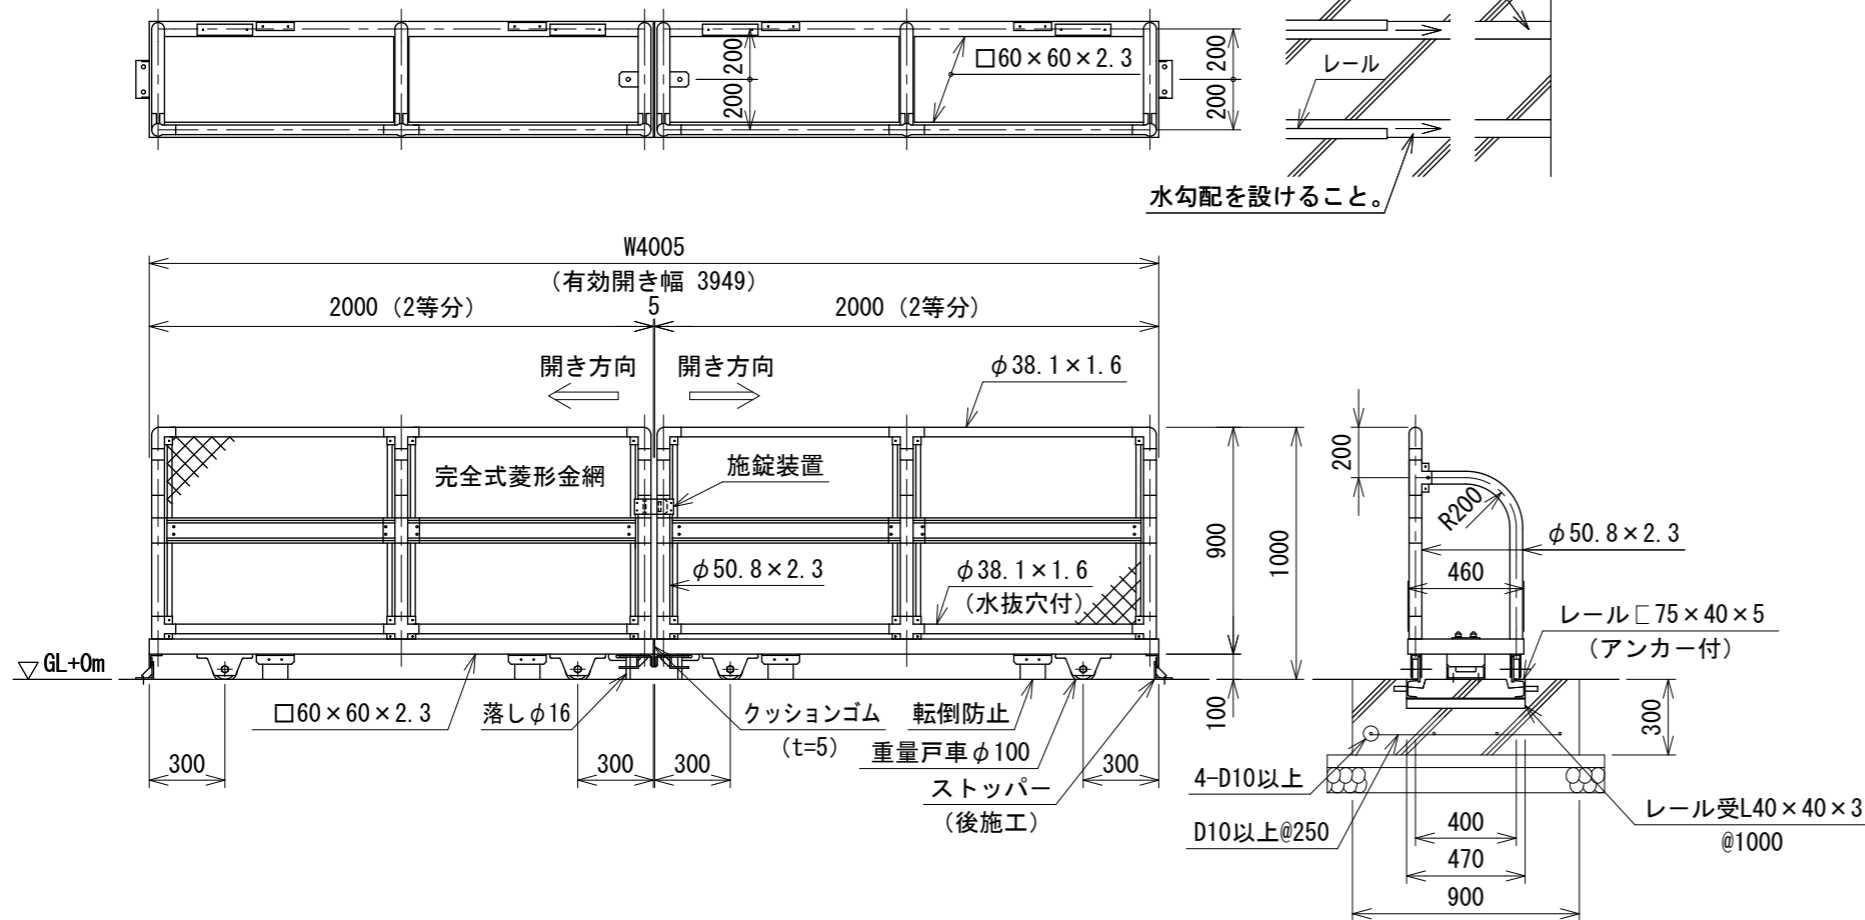 200
200
□60×60×2.3
200
200
レール
水勾配を設けること。
W4005
(有効開き幅 3949)
2000 (2等分)
5
2000 (2等分)
開き方向
開き方向
φ38.1×1.6
完全式菱形金網
施錠装置
φ50.8×2.3
φ38.1×1.6
(水抜穴付)
900
1000
100
200
R200
φ50.8×2.3
460
レール⊏75×40×5
(アンカー付)
GL+0m
□60×60×2.3
落しφ16
クッションゴム
(t=5)
転倒防止
重量戸車φ100
ストッパー
(後施工)
300
300
300
300
300
4-D10以上
D10以上@250
レール受L40×40×3
@1000
400
470
900